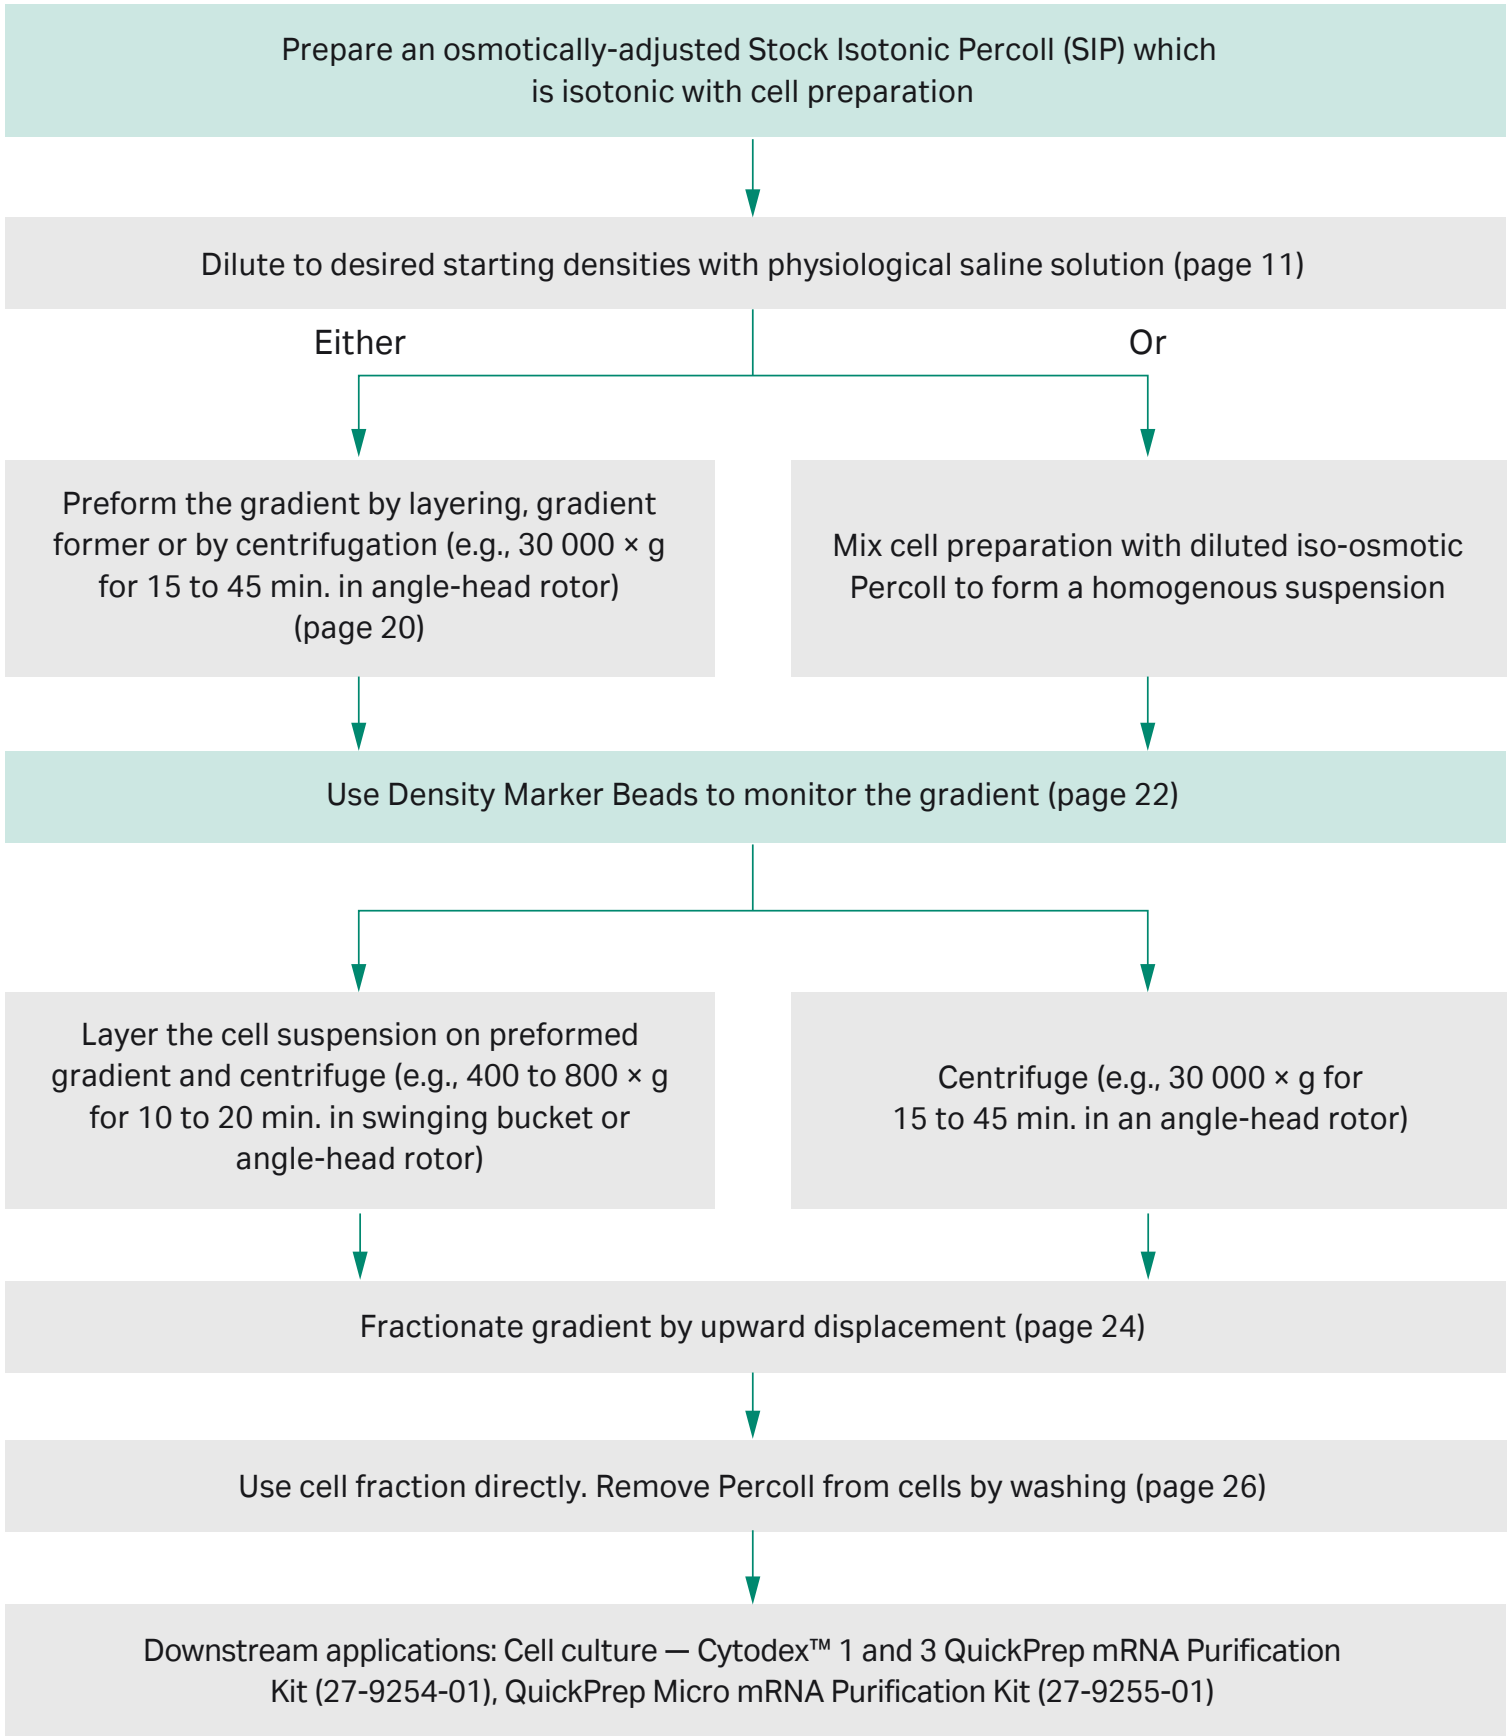 Prepare an osmotically-adjusted Stock Isotonic Percoll (SIP) which
is isotonic with cell preparation
Dilute to desired starting densities with physiological saline solution (page 11)
Either
Or
Preform the gradient by layering, gradient
former or by centrifugation (e.g., 30 000 × g
for 15 to 45 min. in angle-head rotor)
(page 20)
Mix cell preparation with diluted iso-osmotic
Percoll to form a homogenous suspension
Use Density Marker Beads to monitor the gradient (page 22)
Layer the cell suspension on preformed
gradient and centrifuge (e.g., 400 to 800 × g
for 10 to 20 min. in swinging bucket or
angle-head rotor)
Centrifuge (e.g., 30 000 × g for
15 to 45 min. in an angle-head rotor)
Fractionate gradient by upward displacement (page 24)
Use cell fraction directly. Remove Percoll from cells by washing (page 26)
Downstream applications: Cell culture — Cytodex™ 1 and 3 QuickPrep mRNA Purification
Kit (27-9254-01), QuickPrep Micro mRNA Purification Kit (27-9255-01)